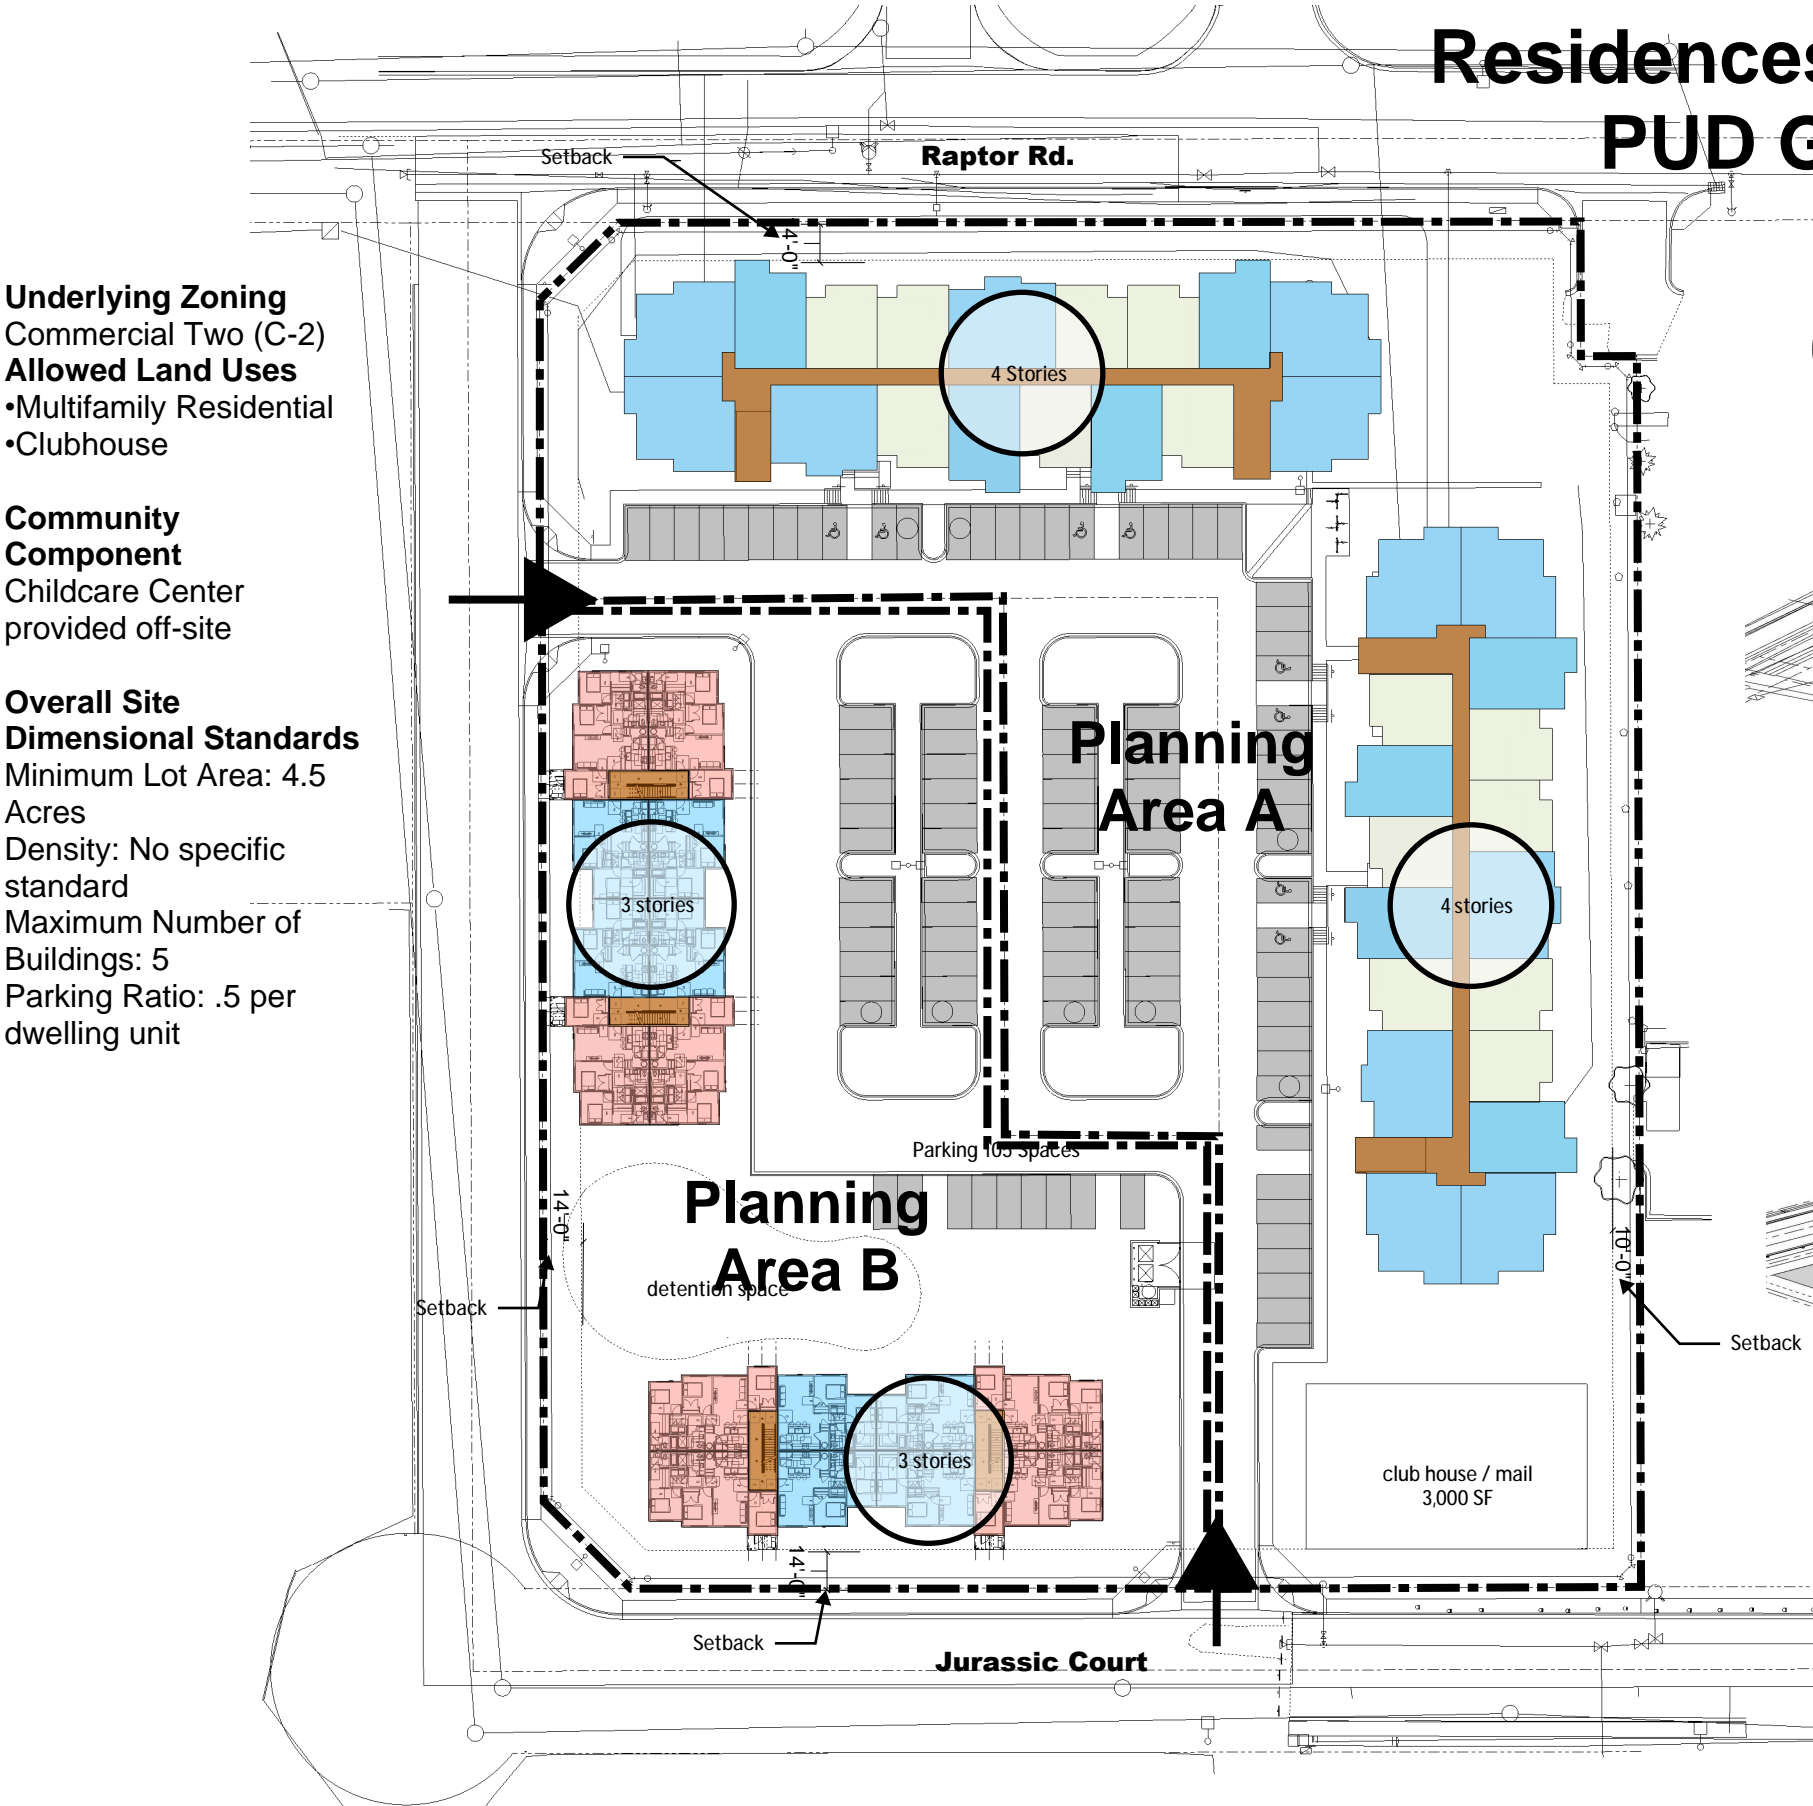 Residences
PUD G
Setback
Raptor Rd.
4'-0"
Underlying Zoning
Commercial Two (C-2)
Allowed Land Uses
•Multifamily Residential
•Clubhouse
Community
Component
Childcare Center
provided off-site
Overall Site
Dimensional Standards
Minimum Lot Area: 4.5
Acres
Density: No specific
standard
Maximum Number of
Buildings: 5
Parking Ratio: .5 per
dwelling unit
4 Stories
Planning
Area A
3 stories
4 stories
Parking 105 Spaces
Planning
Area B
detention space
14'-0"
Setback
10'-0"
Setback
3 stories
club house / mail
3,000 SF
14'-0"
Setback
Jurassic Court